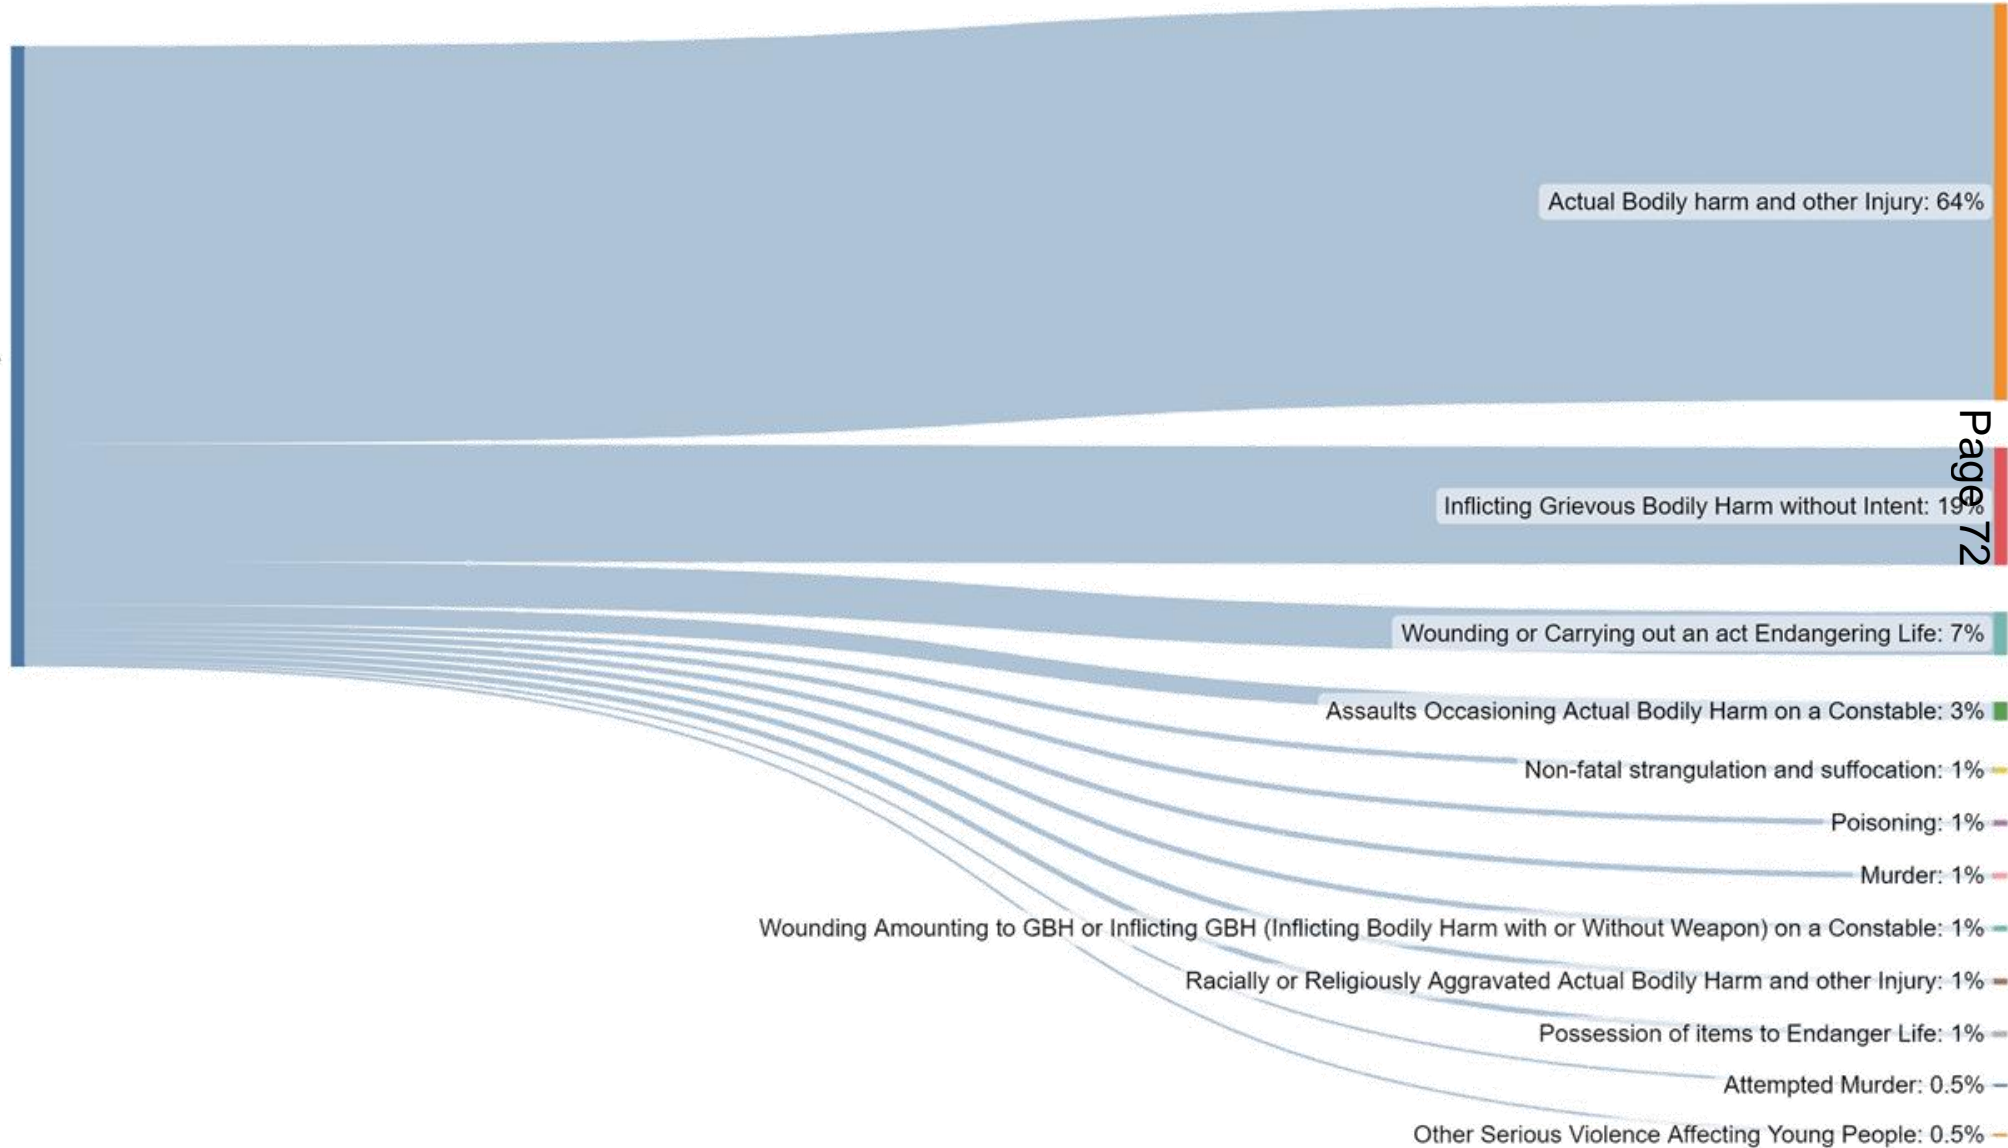 Actual Bodily harm and other Injury: 64%
Inflicting Grievous Bodily Harm without Intent: 19%
Page 72
Wounding or Carrying out an act Endangering Life: 7%
Assaults Occasioning Actual Bodily Harm on a Constable: 3%
Non-fatal strangulation and suffocation: 1%
Poisoning: 1%
Murder: 1%
Wounding Amounting to GBH or Inflicting GBH (Inflicting Bodily Harm with or Without Weapon) on a Constable: 1%
Racially or Religiously Aggravated Actual Bodily Harm and other Injury: 1%
Possession of items to Endanger Life: 1%
Attempted Murder: 0.5%
Other Serious Violence Affecting Young People: 0.5%